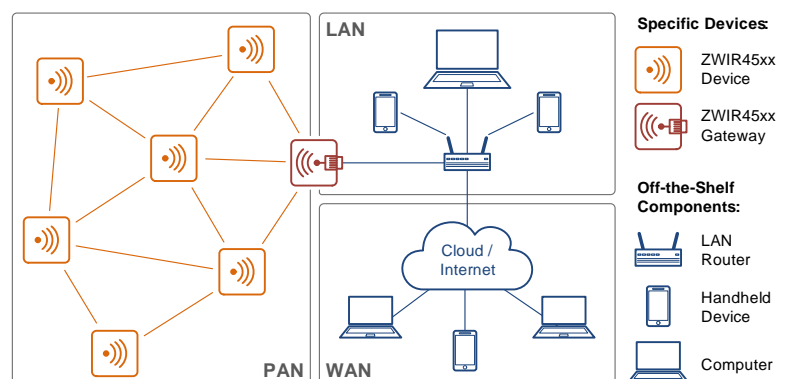 LAN
Cloud /
Internet
PAN
WAN
Specific Devices:
ZWIR45xx
Device
ZWIR45xx
Gateway
Off-the-Shelf
Components:
LAN
Router
Handheld
Device
Computer